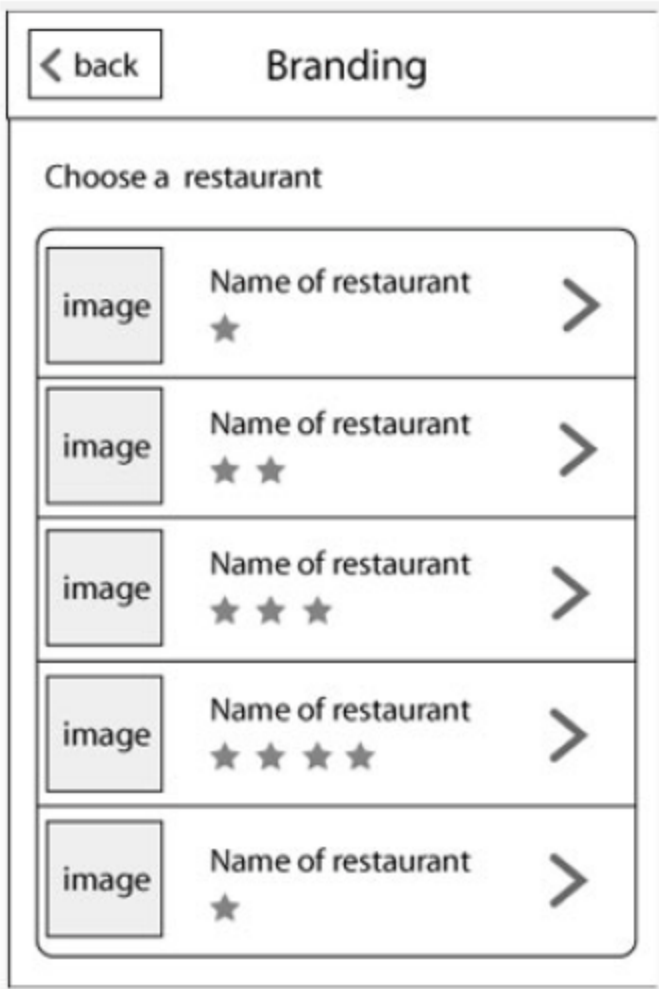 back
Branding
Choose a restaurant
image
Name of restaurant
image
Name of restaurant
image
Name of restaurant
image
Name of restaurant
image
Name of restaurant